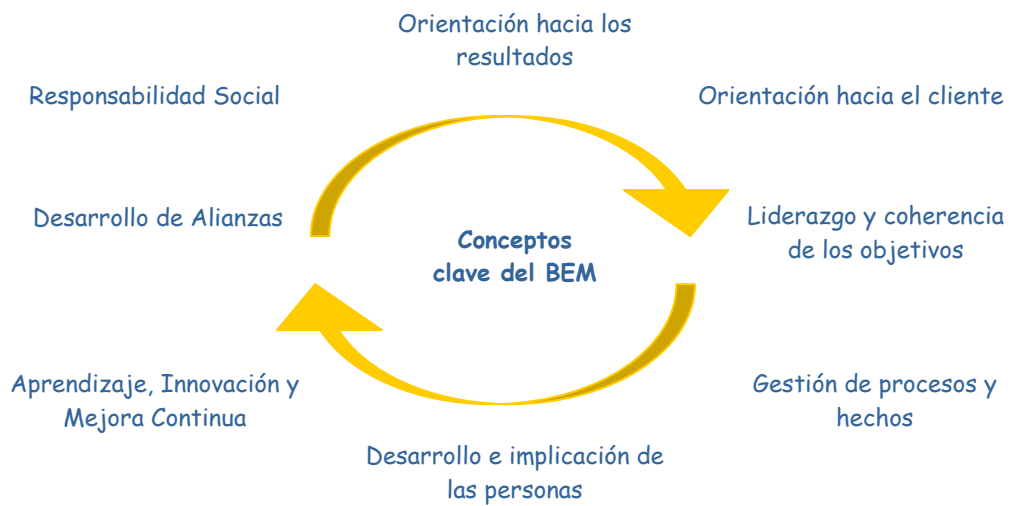 Orientación hacia los
resultados
Responsabilidad Social
Orientación hacia el cliente
Desarrollo de Alianzas
Liderazgo y coherencia
de los objetivos
Conceptos
clave del BEM
Aprendizaje, Innovación y
Mejora Continua
Gestión de procesos y
hechos
Desarrollo e implicación de
las personas